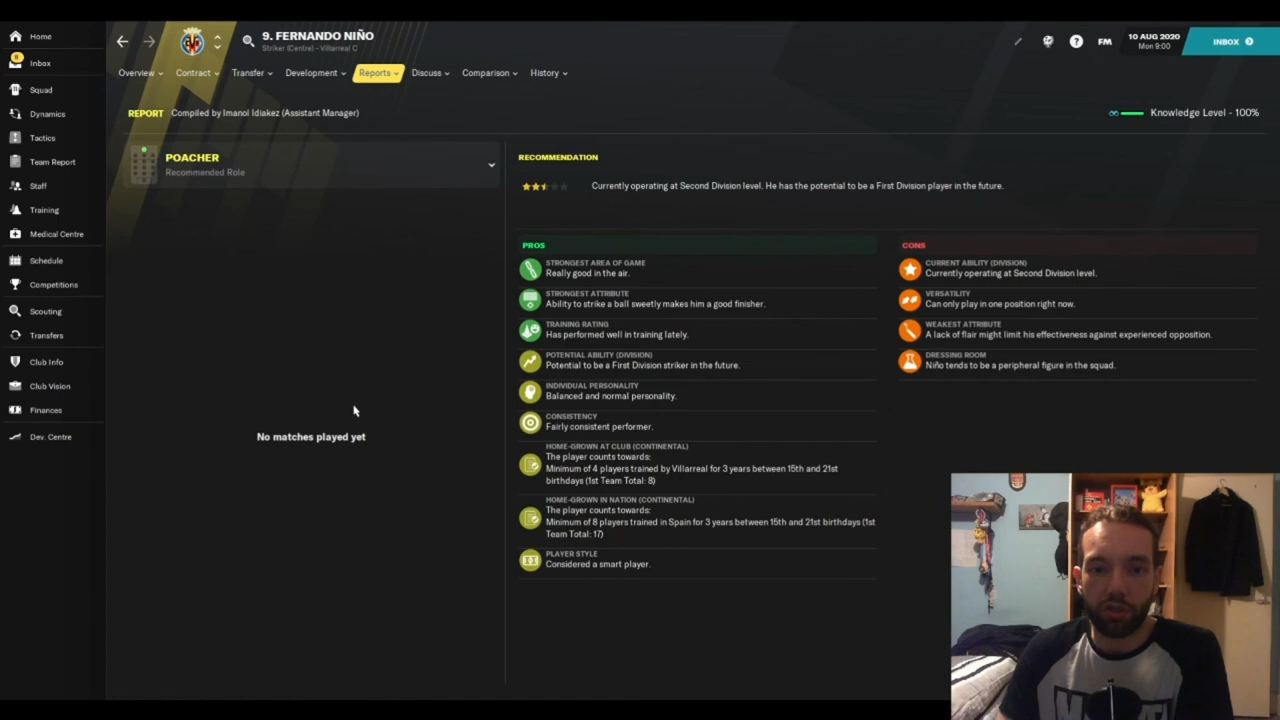 Home
8
Inbox
Squad
Dynamics
Tactics
Team Report
Staff
Training
Medical Centre
Schedule
Competitions
Scouting
Transfers
Club Info
Club Vision
Finances
Dev. Centre
9. FERNANDO NIÑO
Striker (Centre) - Villarreal C
FM
10 AUG 2020
Mon 9:00
INBOX
Overview
Contract
Transfer
Development
Reports
Discuss
Comparison
History
REPORT Compiled by Imanol Idiakez (Assistant Manager)
Knowledge Level - 100%
POACHER
Recommended Role
No matches played yet
RECOMMENDATION
Currently operating at Second Division level. He has the potential to be a First Division player in the future.
PROS
STRONGEST AREA OF GAME
Really good in the air.
STRONGEST ATTRIBUTE
Ability to strike a ball sweetly makes him a good finisher.
TRAINING RATING
Has performed well in training lately.
POTENTIAL ABILITY (DIVISION)
Potential to be a First Division striker in the future.
INDIVIDUAL PERSONALITY
Balanced and normal personality.
CONSISTENCY
Fairly consistent performer.
HOME-GROWN AT CLUB (CONTINENTAL)
The player counts towards:
Minimum of 4 players trained by Villarreal for 3 years between 15th and 21st
birthdays (1st Team Total: 8)
HOME-GROWN IN NATION (CONTINENTAL)
The player counts towards:
Minimum of 8 players trained in Spain for 3 years between 15th and 21st birthdays (1st
Team Total: 17)
PLAYER STYLE
Considered a smart player.
CONS
CURRENT ABILITY (DIVISION)
Currently operating at Second Division level.
VERSATILITY
Can only play in one position right now.
WEAKEST ATTRIBUTE
A lack of flair might limit his effectiveness against experienced opposition.
DRESSING ROOM
Niño tends to be a peripheral figure in the squad.